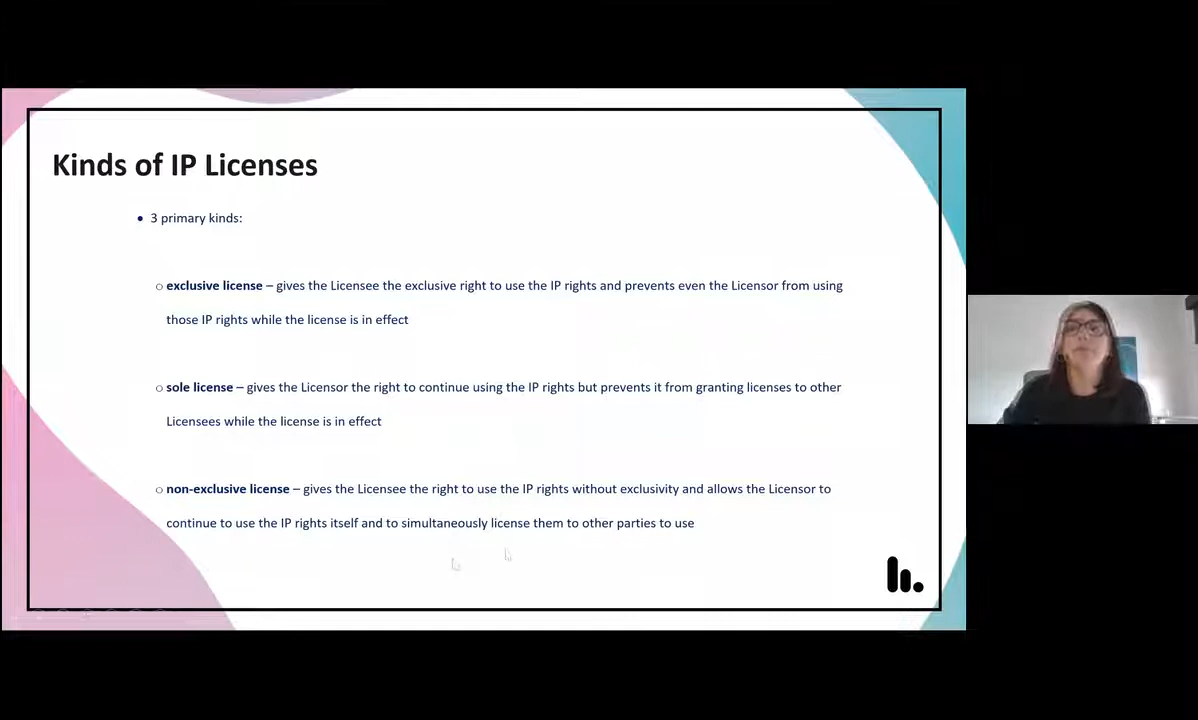 Kinds of IP Licenses
• 3 primary kinds:
o exclusive license – gives the Licensee the exclusive right to use the IP rights and prevents even the Licensor from using
those IP rights while the license is in effect
o sole license – gives the Licensor the right to continue using the IP rights but prevents it from granting licenses to other
Licensees while the license is in effect
o non-exclusive license – gives the Licensee the right to use the IP rights without exclusivity and allows the Licensor to
continue to use the IP rights itself and to simultaneously license them to other parties to use